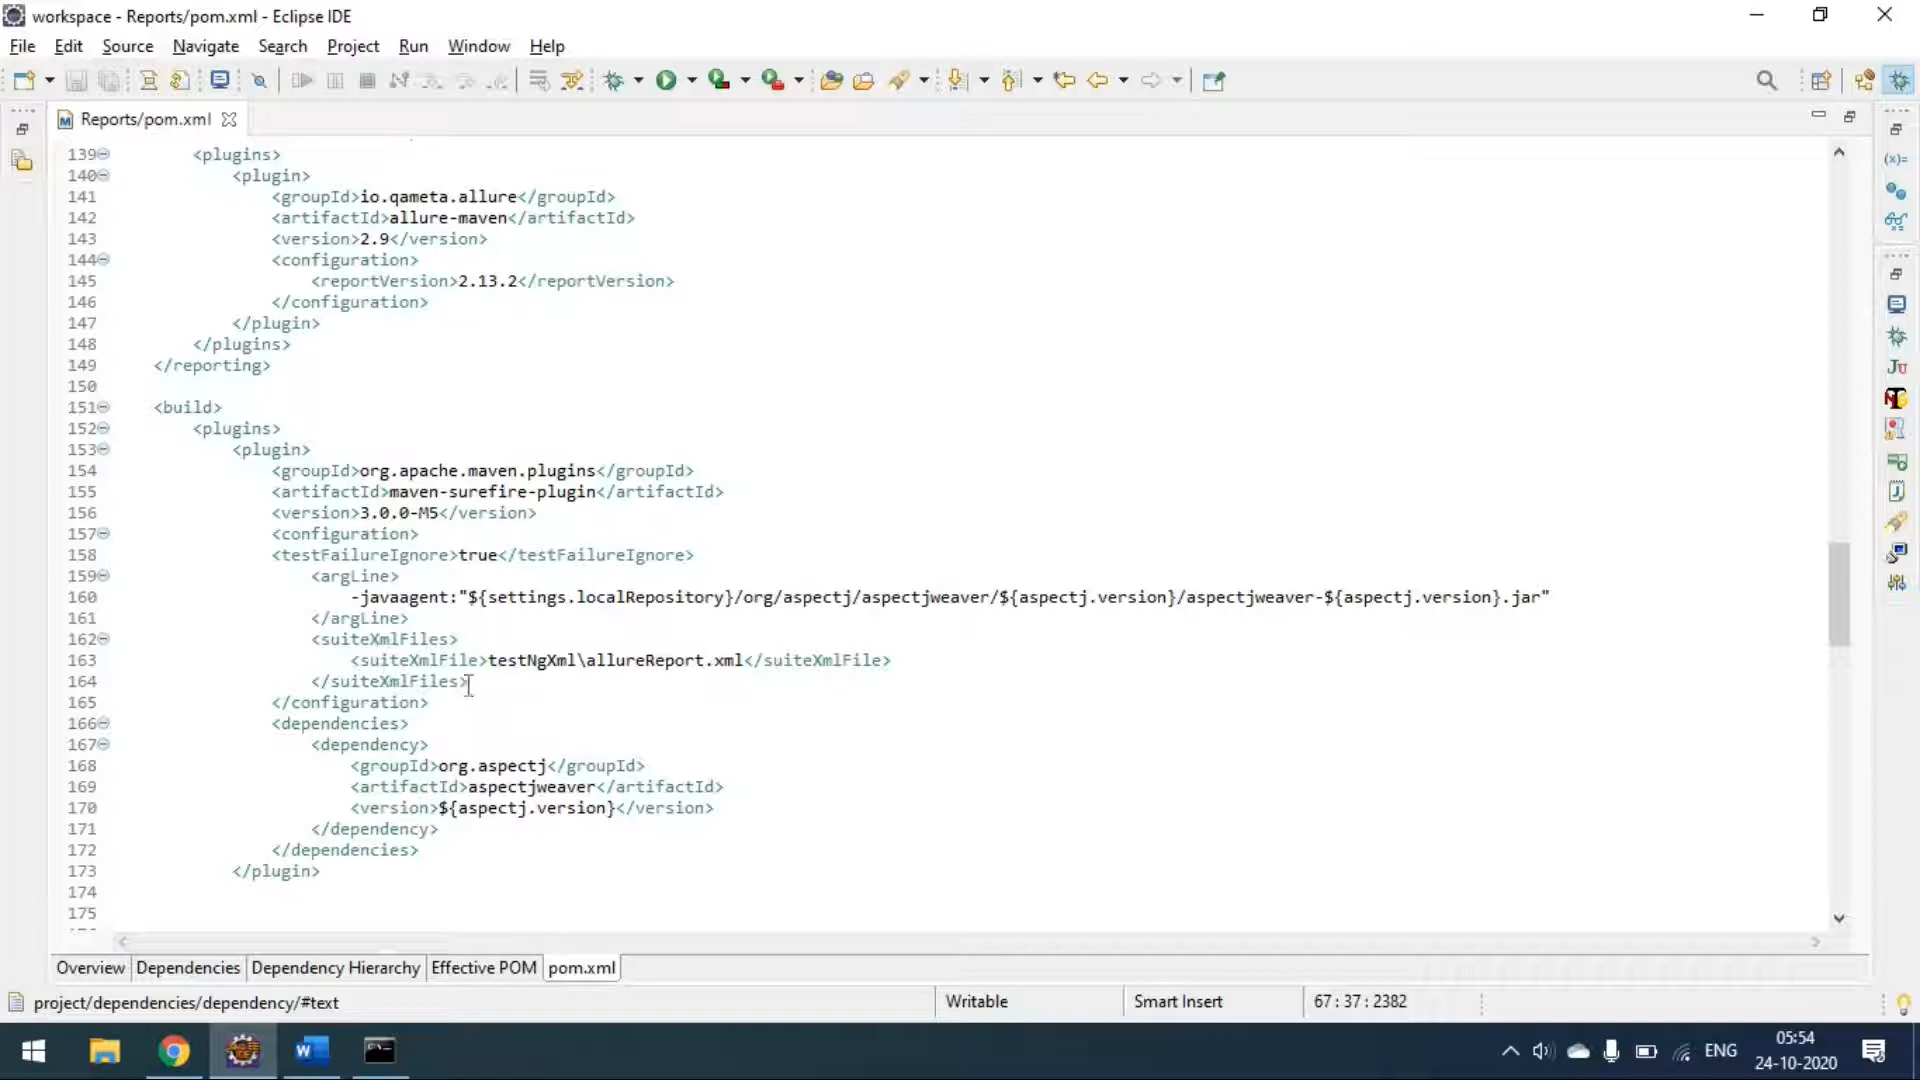 workspace - Reports/pom.xml - Eclipse IDE
File Edit Source Navigate Search Project Run Window Help
Reports/pom.xml
139 <plugins>
140 <plugin>
141 <groupId>io.qameta.allure</groupId>
142 <artifactId>allure-maven</artifactId>
143 <version>2.9</version>
144 <configuration>
145 <reportVersion>2.13.2</reportVersion>
146 </configuration>
147 </plugin>
148 </plugins>
149 </reporting>
150
151 <build>
152 <plugins>
153 <plugin>
154 <groupId>org.apache.maven.plugins</groupId>
155 <artifactId>maven-surefire-plugin</artifactId>
156 <version>3.0.0-M5</version>
157 <configuration>
158 <testFailureIgnore>true</testFailureIgnore>
159 <argLine>
160 -javaagent:"${settings.localRepository}/org/aspectj/aspectjweaver/${aspectj.version}/aspectjweaver-${aspectj.version}.jar"
161 </argLine>
162 <suiteXmlFiles>
163 <suiteXmlFile>testNgXml\allureReport.xml</suiteXmlFile>
164 </suiteXmlFiles>
165 </configuration>
166 <dependencies>
167 <dependency>
168 <groupId>org.aspectj</groupId>
169 <artifactId>aspectjweaver</artifactId>
170 <version>${aspectj.version}</version>
171 </dependency>
172 </dependencies>
173 </plugin>
174
175
Overview Dependencies Dependency Hierarchy Effective POM pom.xml
project/dependencies/dependency/#text Writable Smart Insert 67 : 37 : 2382
ENG
05:54
24-10-2020